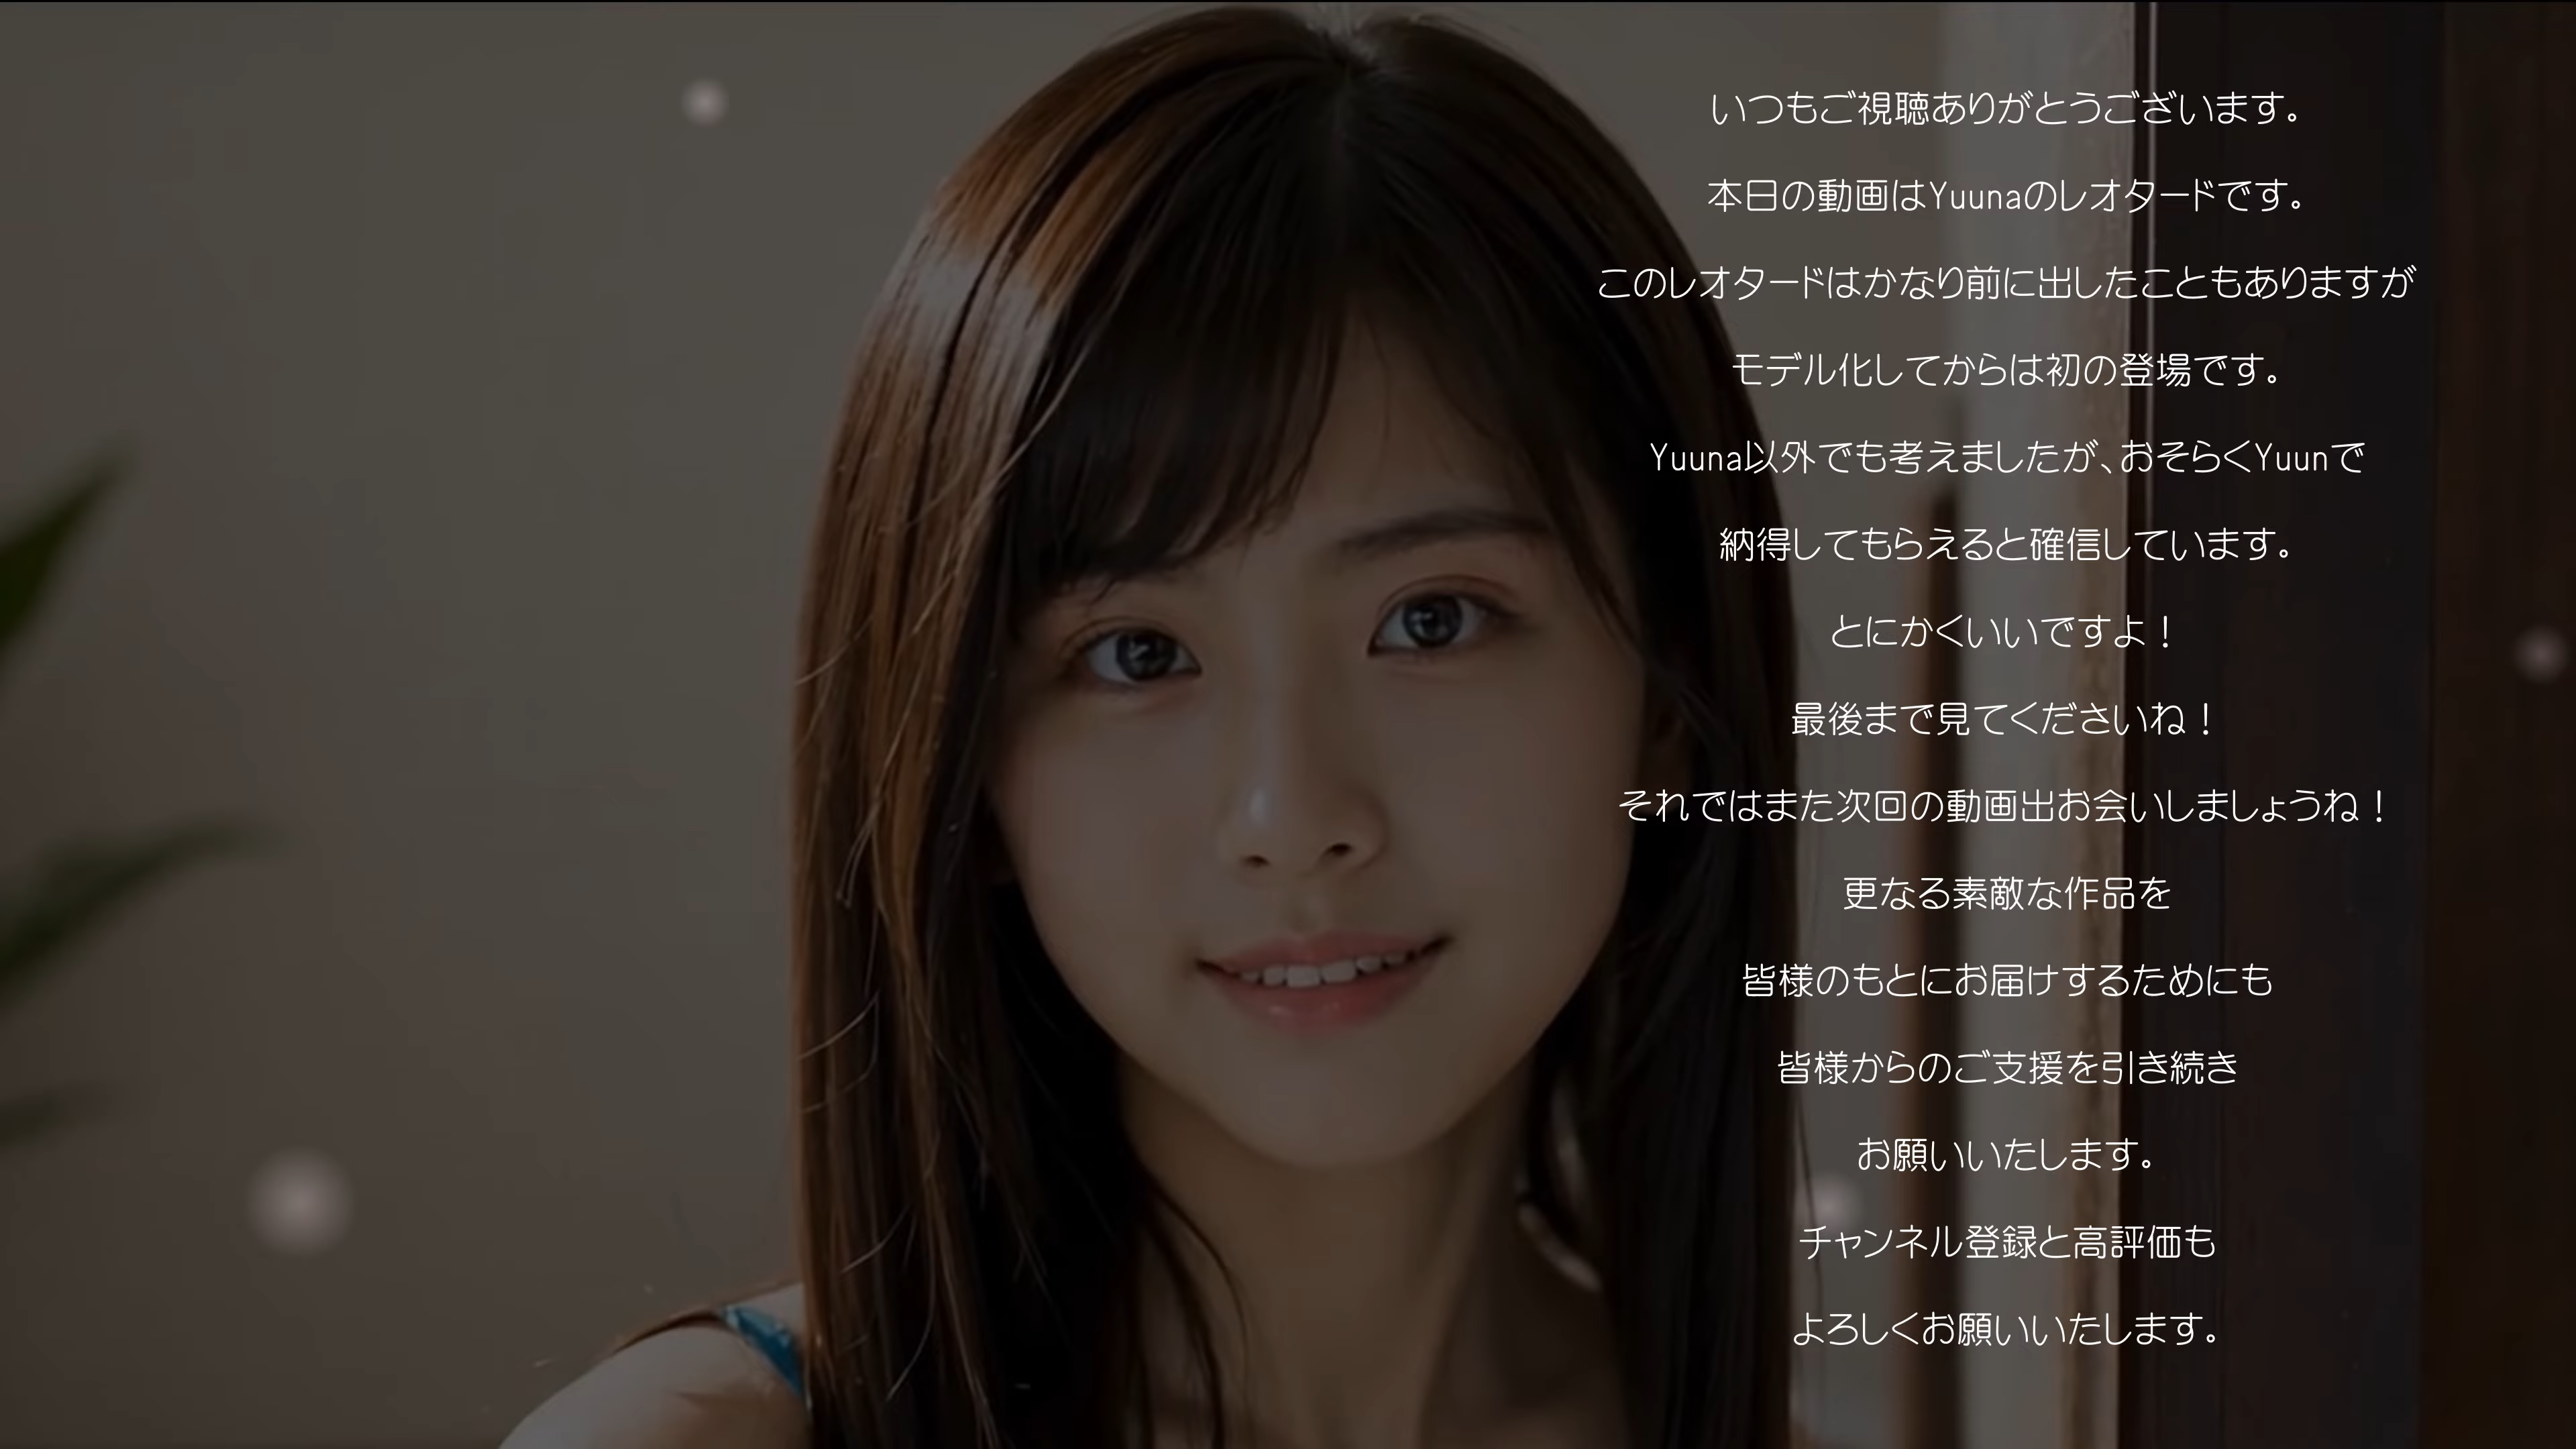 いつもご視聴ありがとうございます。
本日の動画はYuunaのレオタードです。
このレオタードはかなり前に出したこともありますが
モデル化してからは初の登場です。
Yuuna以外でも考えましたが、おそらくYuunで
納得してもらえると確信しています。
とにかくいいですよ！
最後まで見てくださいね！
それではまた次回の動画出お会いしましょうね！
更なる素敵な作品を
皆様のもとにお届けするためにも
皆様からのご支援を引き続き
お願いいたします。
チャンネル登録と高評価も
よろしくお願いいたします。